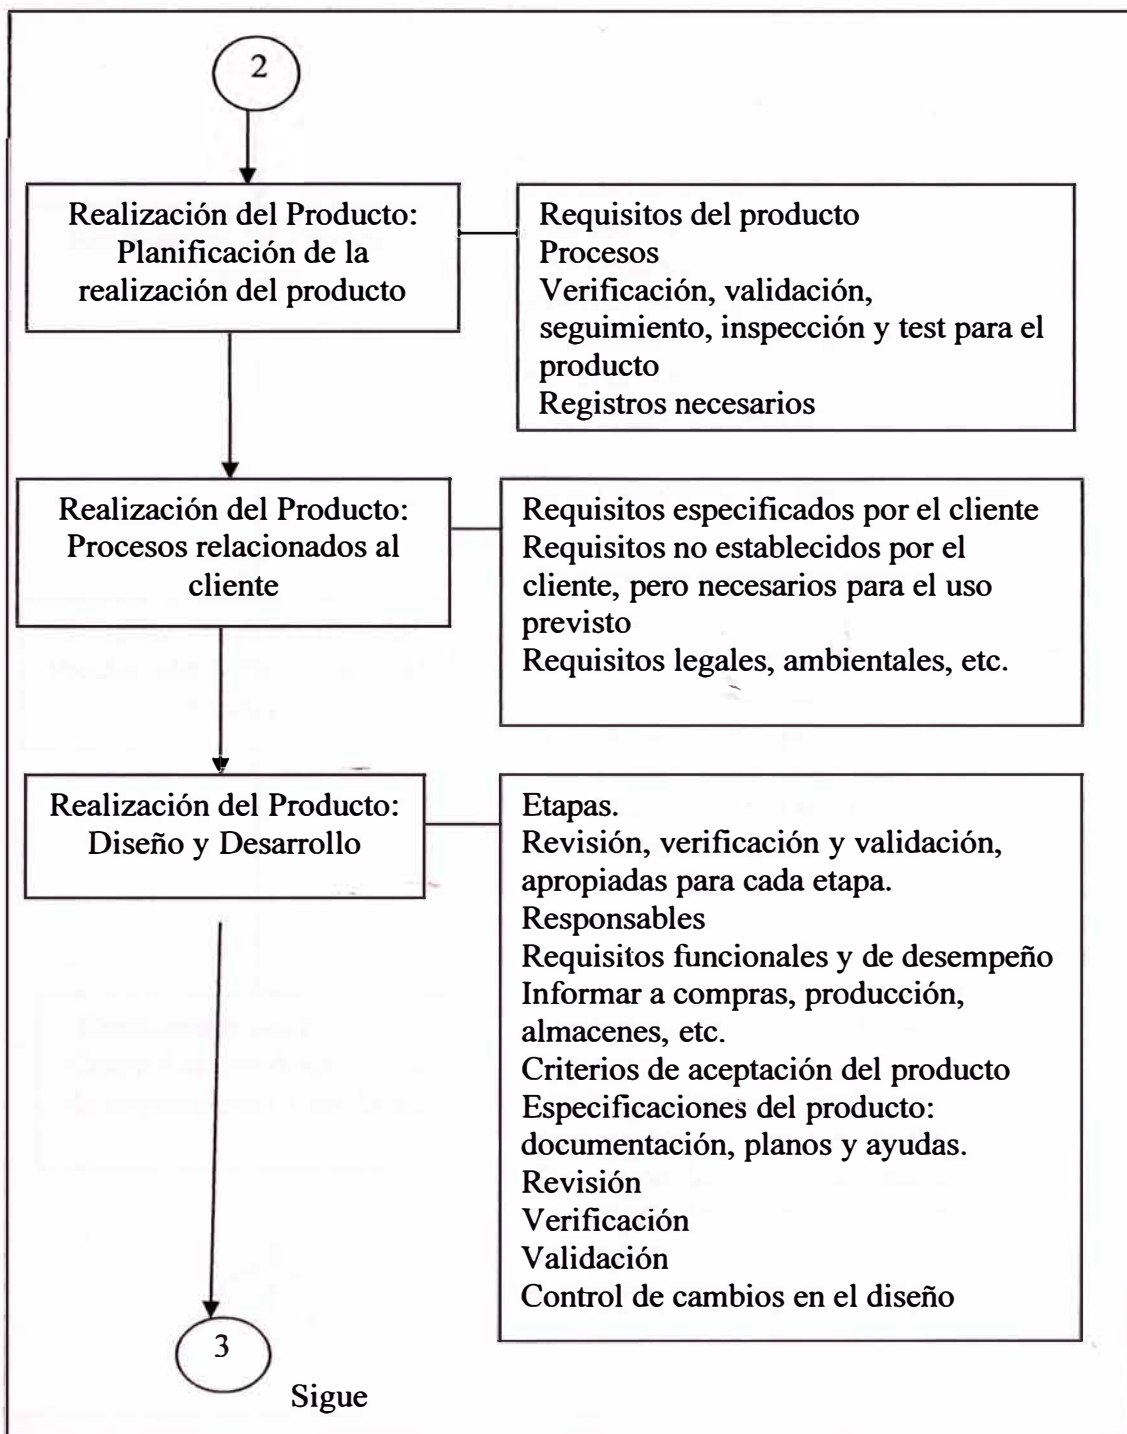 2
Realización del Producto:
Planificación de la
realización del producto
Requisitos del producto
Procesos
Verificación, validación,
seguimiento, inspección y test para el
producto
Registros necesarios
Realización del Producto:
Procesos relacionados al
cliente
Requisitos especificados por el cliente
Requisitos no establecidos por el
cliente, pero necesarios para el uso
previsto
Requisitos legales, ambientales, etc.
Realización del Producto:
Diseño y Desarrollo
Etapas.
Revisión, verificación y validación,
apropiadas para cada etapa.
Responsables
Requisitos funcionales y de desempeño
Informar a compras, producción,
almacenes, etc.
Criterios de aceptación del producto
Especificaciones del producto:
documentación, planos y ayudas.
Revisión
Verificación
Validación
Control de cambios en el diseño
3
Sigue